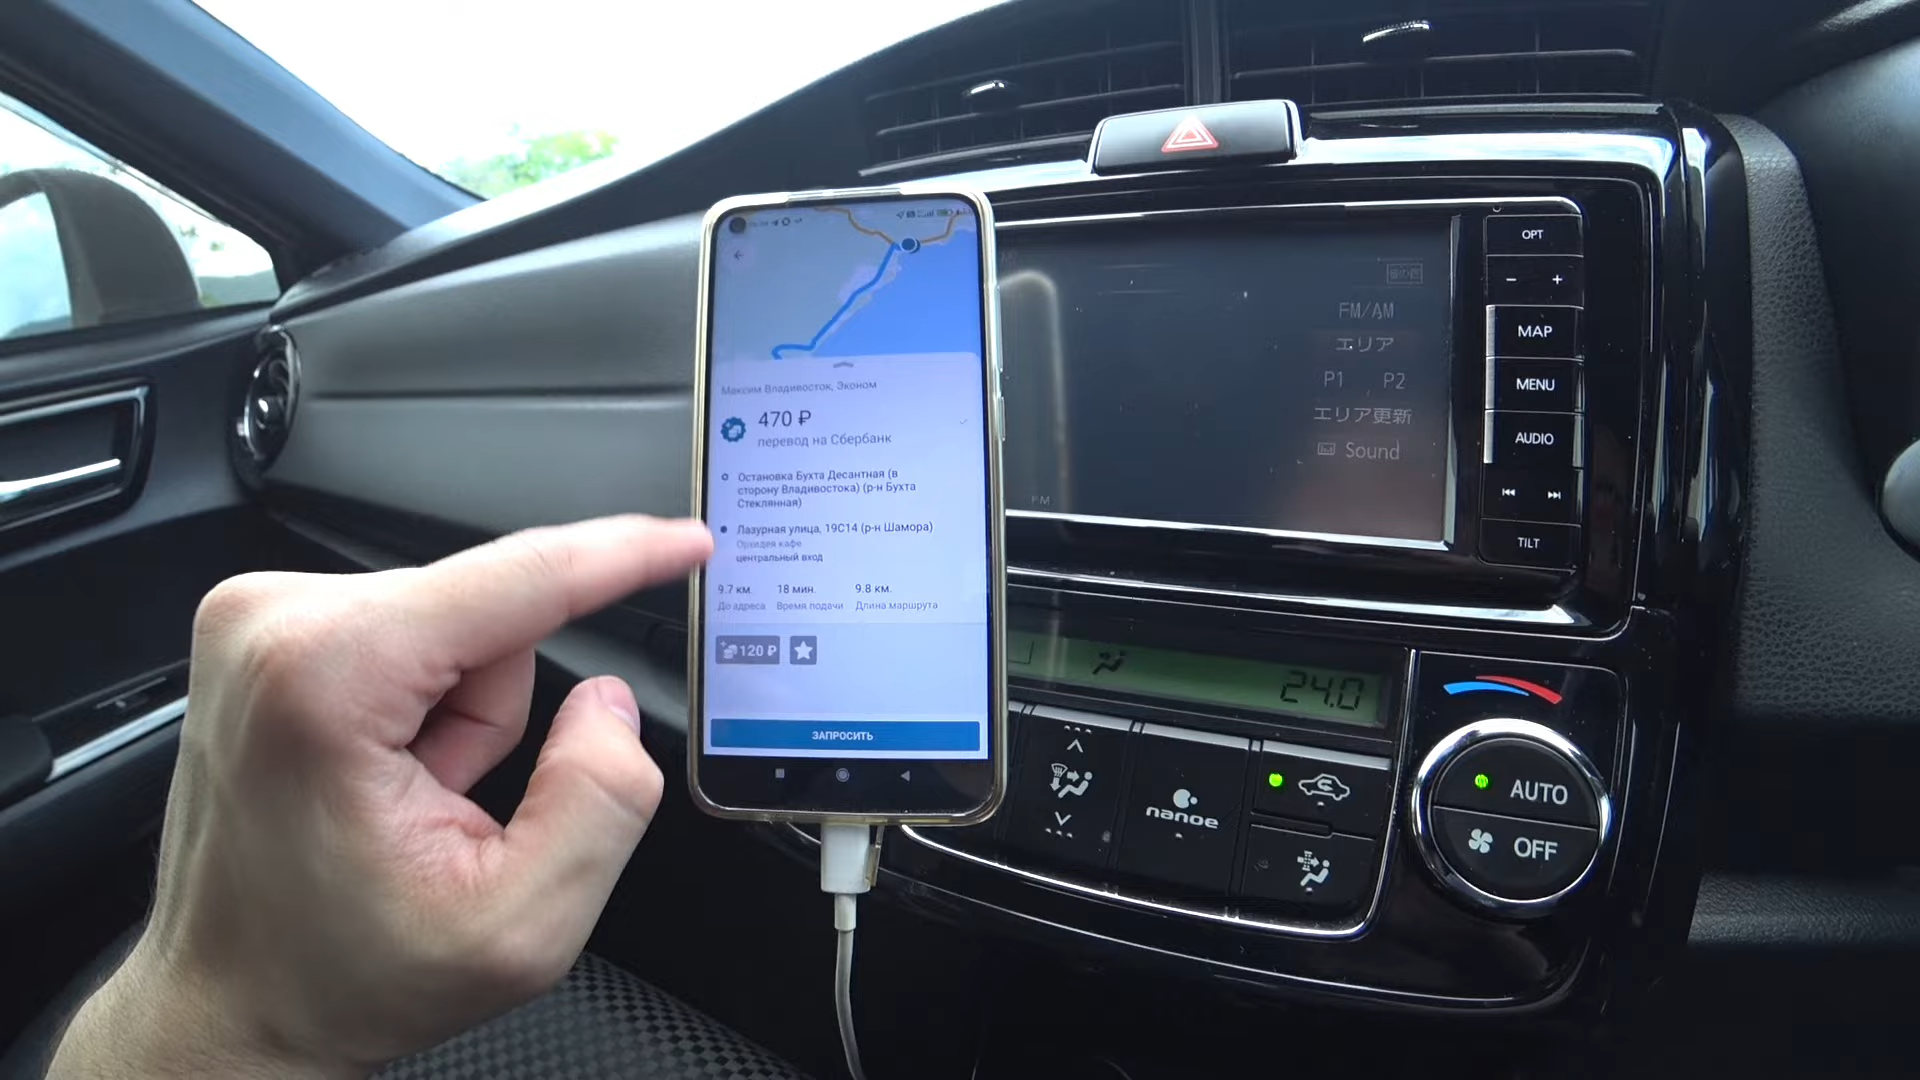 Максим Владивосток, Эконом
470 ₽
перевод на Сбербанк
Остановка Бухта Десантная (в
сторону Владивостока) (р-н Бухта
Стеклянная)
Лазурная улица, 19С14 (р-н Шамора)
Орхидея кафе
центральный вход
9.7 км. 18 мин. 9.8 км.
До адреса Время подачи Длина маршрута
120 ₽
ЗАПРОСИТЬ
FM/AM
エリア
P1 P2
エリア更新
Sound
FM
OPT
− +
MAP
MENU
AUDIO
TILT
24.0
nanoe
AUTO
OFF